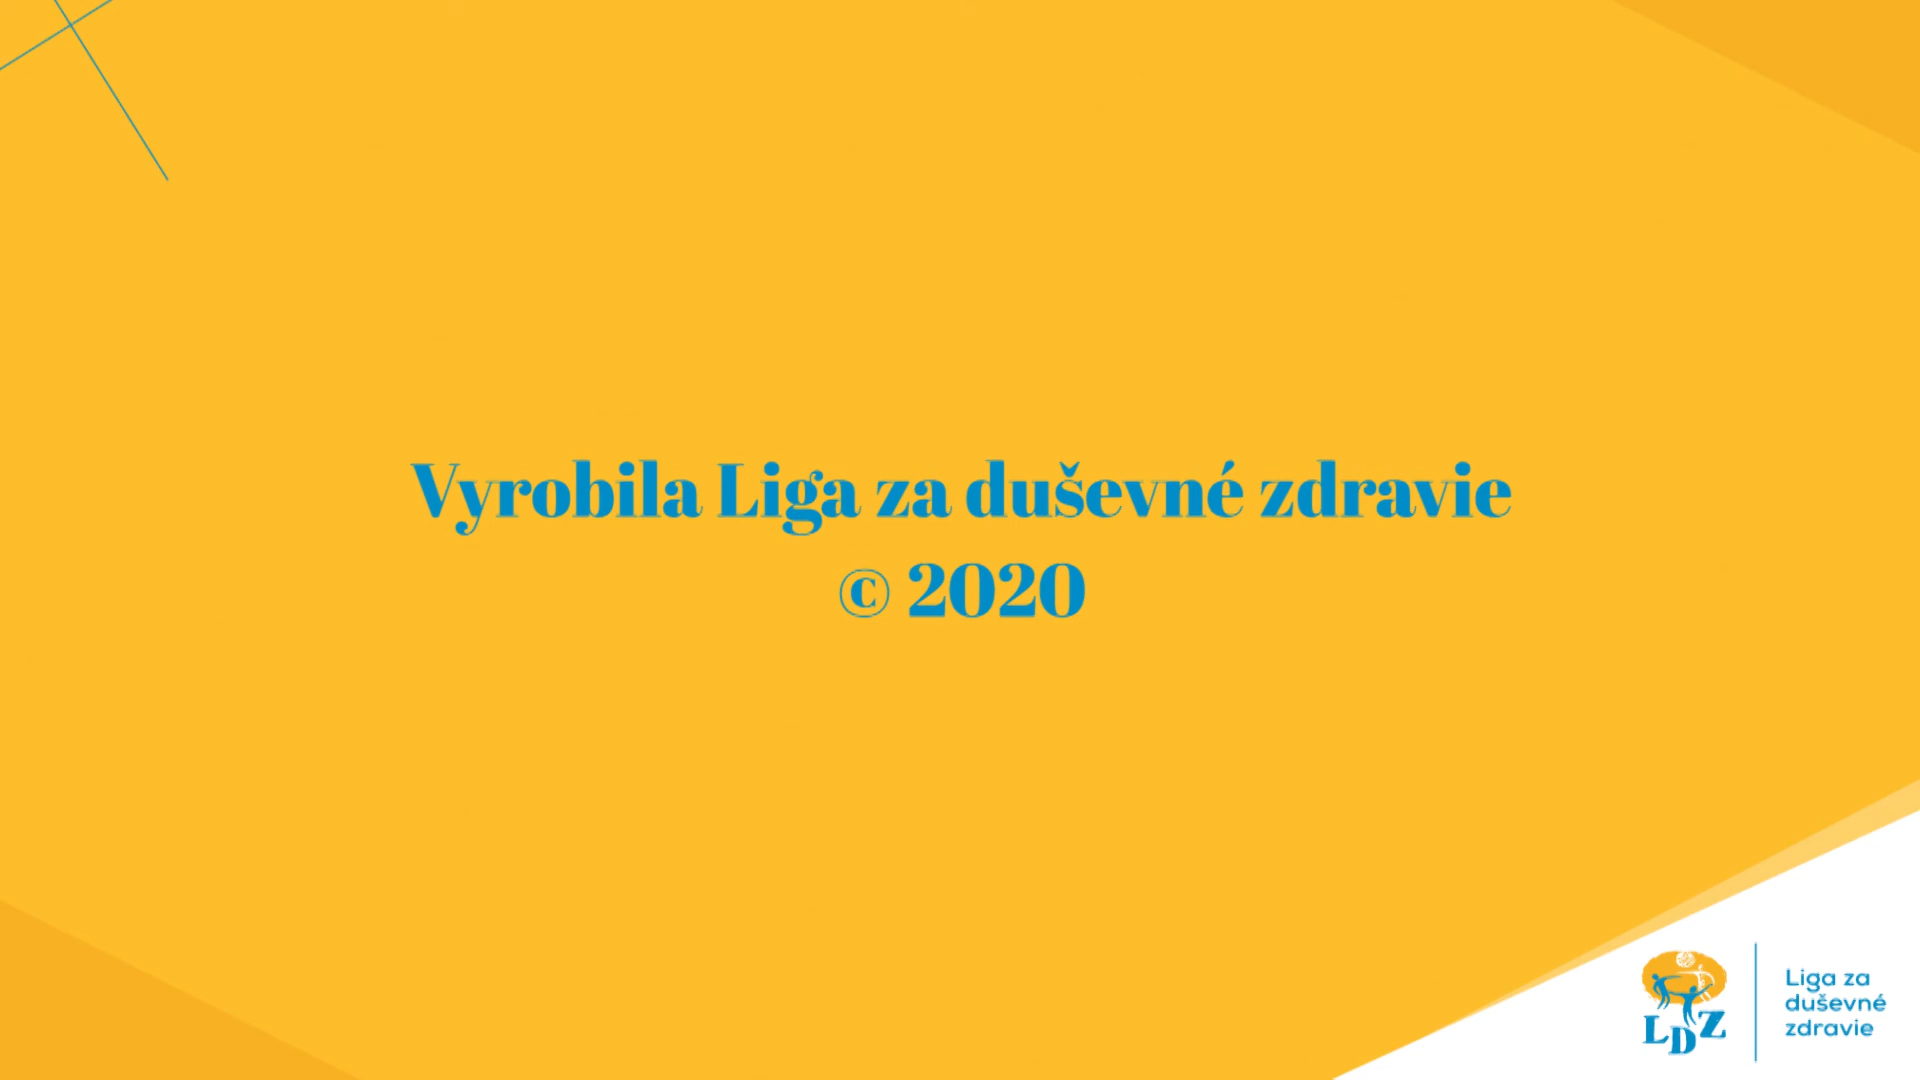 Vyrobila Liga za duševné zdravie
© 2020
LDZ
Liga za
duševné
zdravie